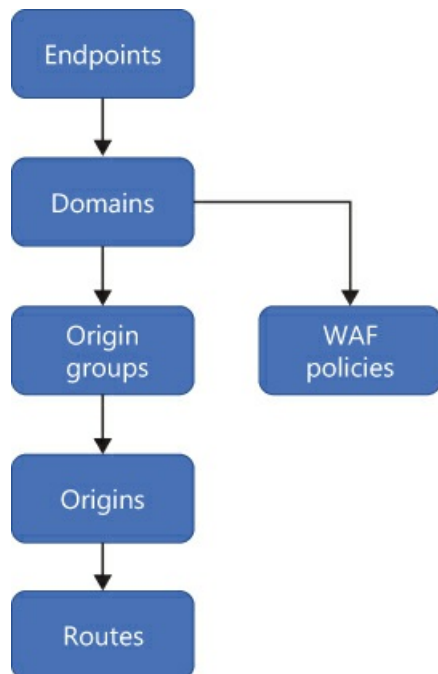 Endpoints
Domains
Origin
groups
WAF
policies
Origins
Routes